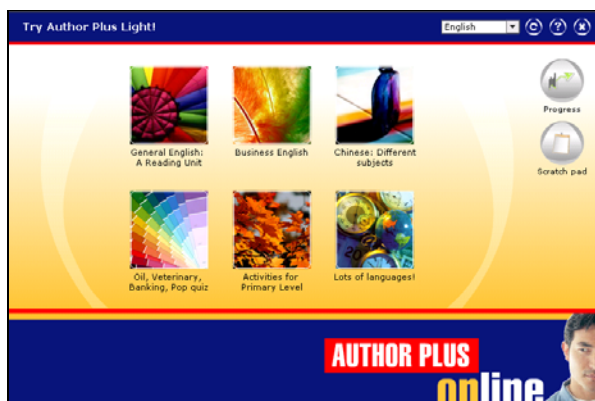 Try Author Plus Light!
English
Progress
Scratch pad
General English:
A Reading Unit
Business English
Chinese: Different
subjects
Oil, Veterinary,
Banking, Pop quiz
Activities for
Primary Level
Lots of languages!
AUTHOR PLUS
online